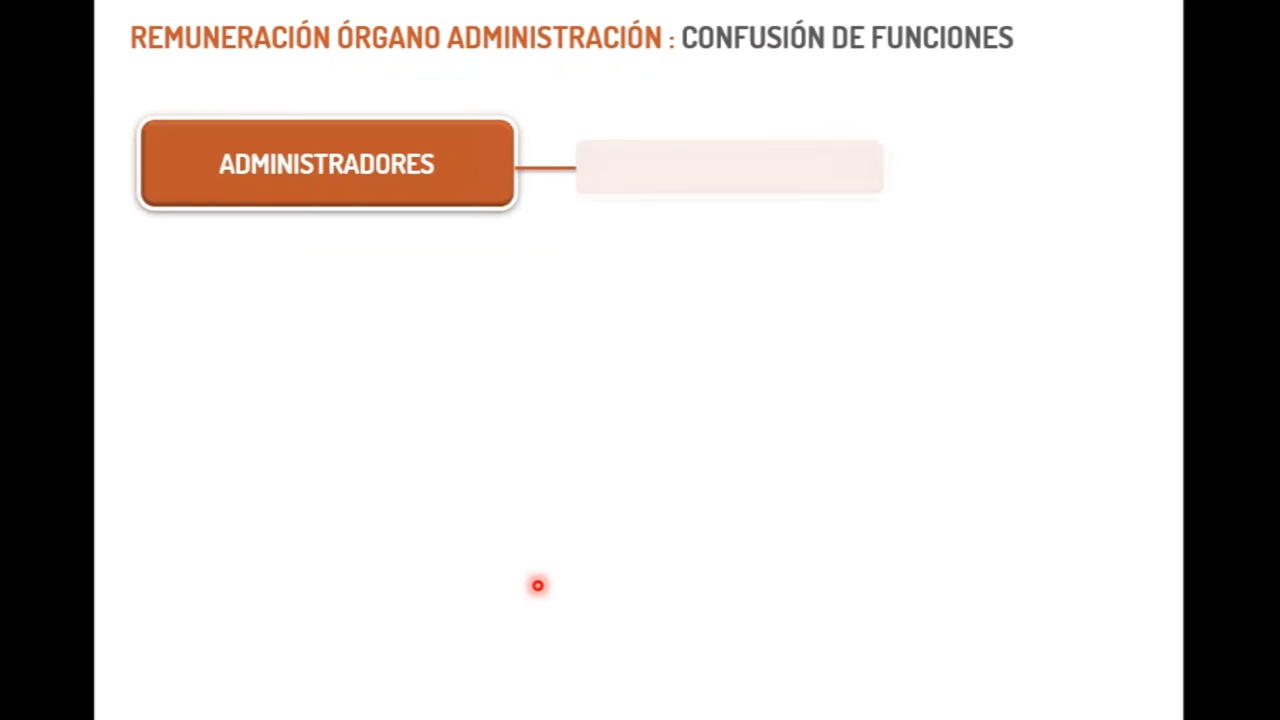 REMUNERACIÓN ÓRGANO ADMINISTRACIÓN : CONFUSIÓN DE FUNCIONES
ADMINISTRADORES